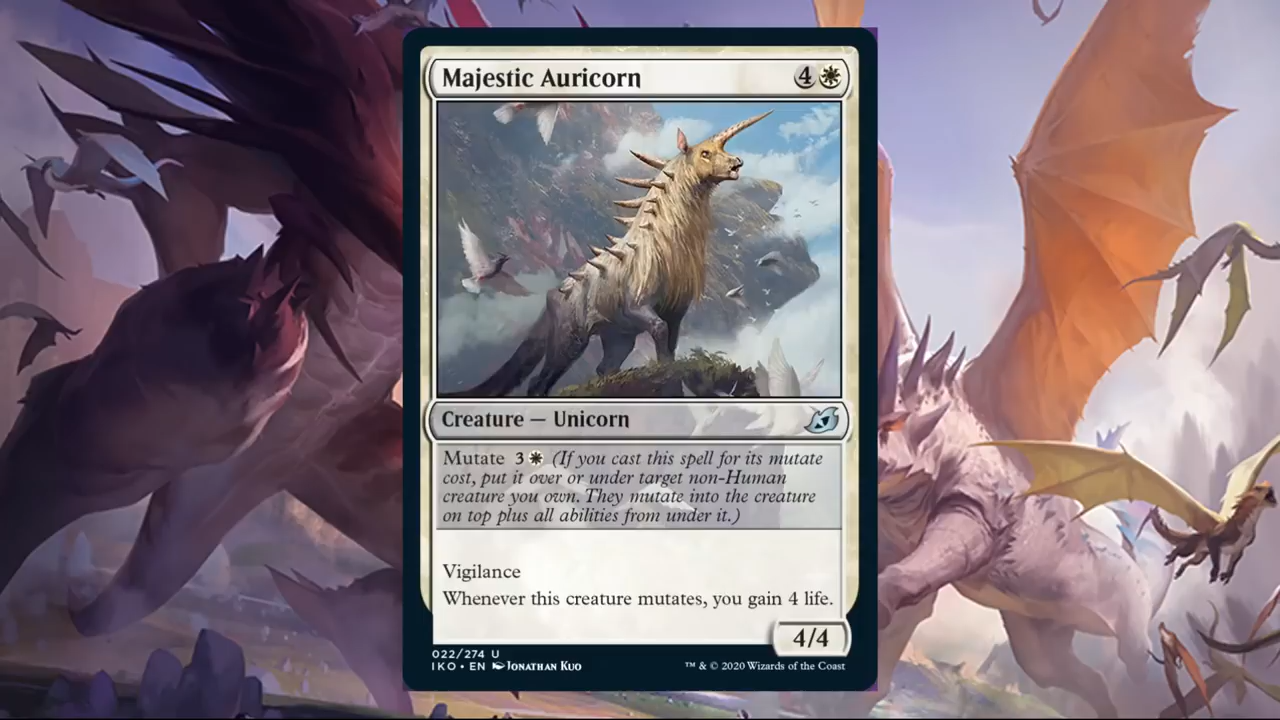 Majestic Auricorn 4
Creature — Unicorn
Mutate 3 (If you cast this spell for its mutate
cost, put it over or under target non-Human
creature you own. They mutate into the creature
on top plus all abilities from under it.)
Vigilance
Whenever this creature mutates, you gain 4 life.
4/4
022/274 U
IKO • EN Jonathan Kuo
™ & © 2020 Wizards of the Coast